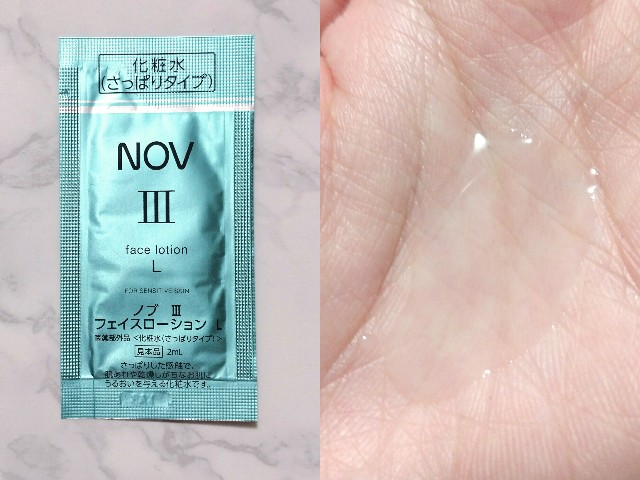 化粧水
(さっぱりタイプ)
NOV
III
face lotion
L
FOR SENSITIVE SKIN
ノブ III
フェイスローション L
医薬部外品 <化粧水(さっぱりタイプ)>
見本品 2mL
さっぱりした感触で、
肌あれや乾燥しがちなお肌に
うるおいを与える化粧水です。